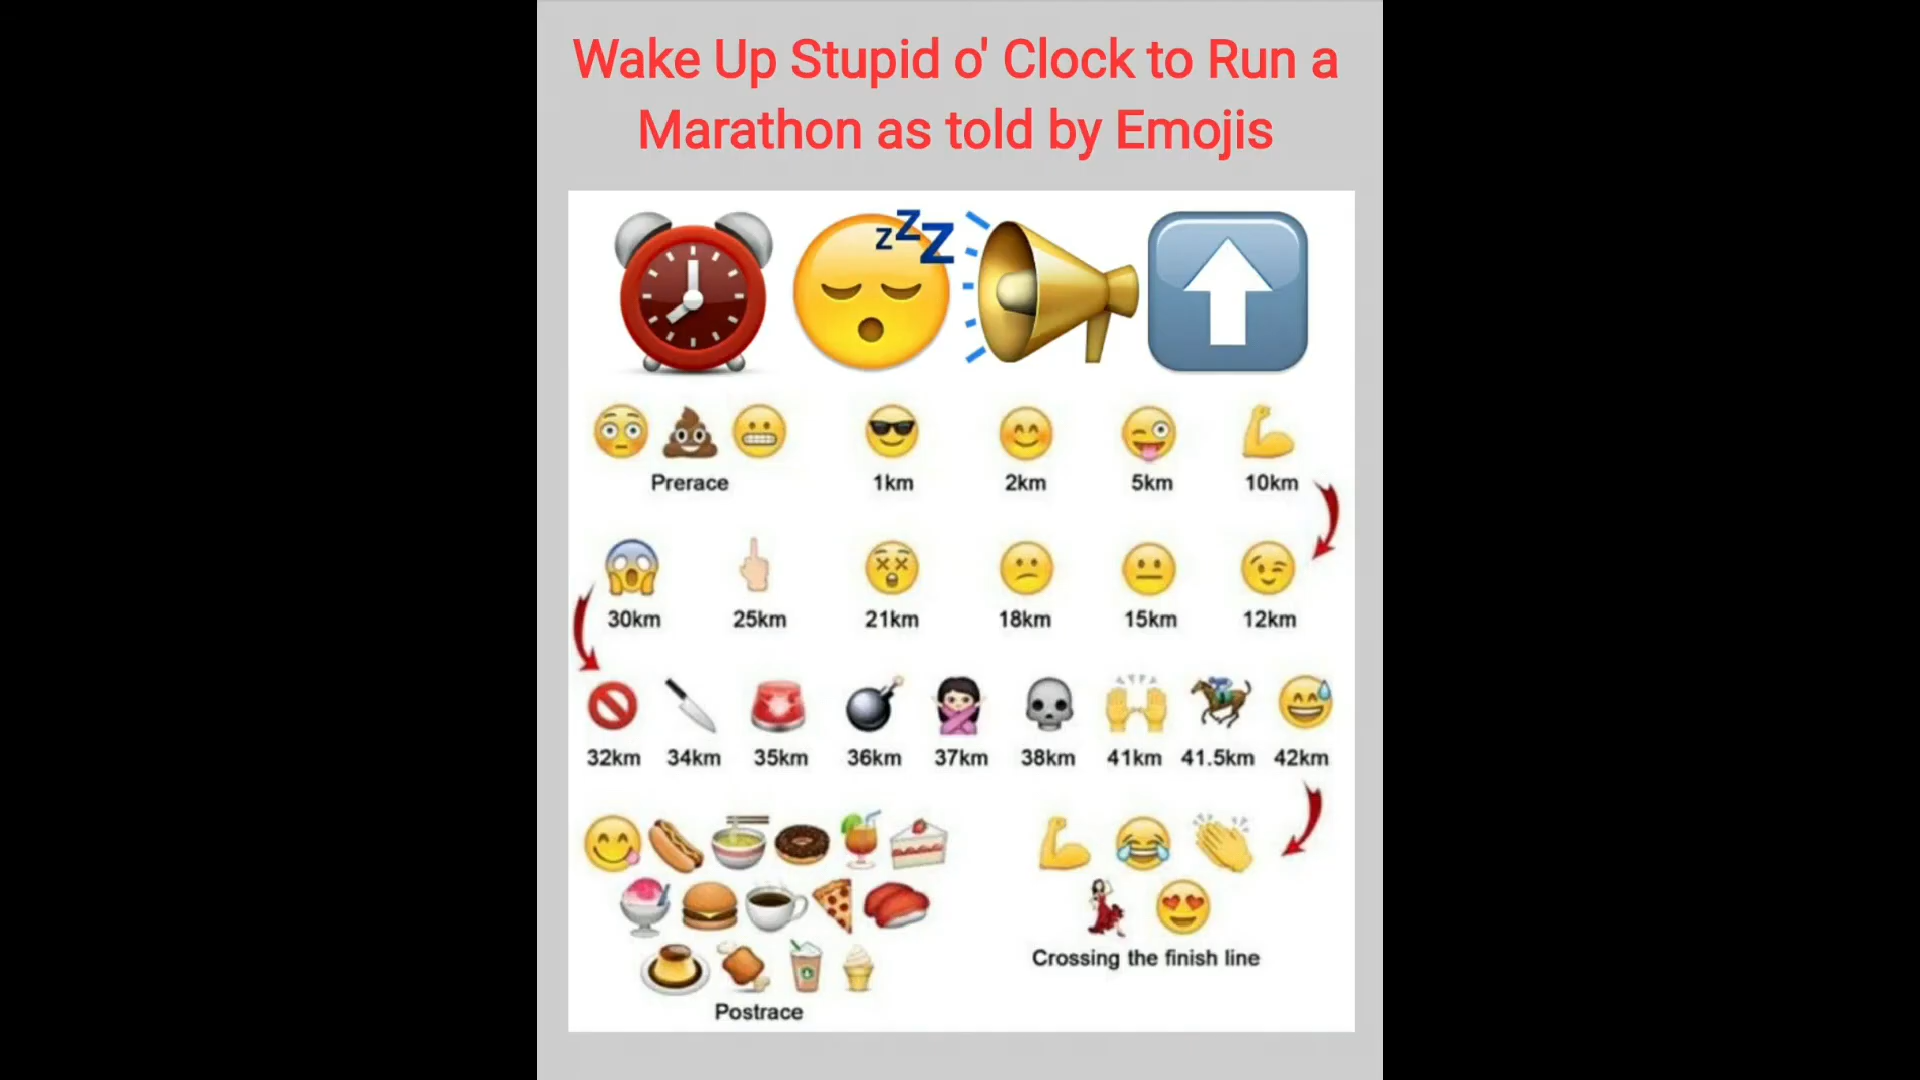 Wake Up Stupid o' Clock to Run a
Marathon as told by Emojis
zZZ
Prerace 1km 2km 5km 10km
30km 25km 21km 18km 15km 12km
32km 34km 35km 36km 37km 38km 41km 41.5km 42km
Crossing the finish line
Postrace